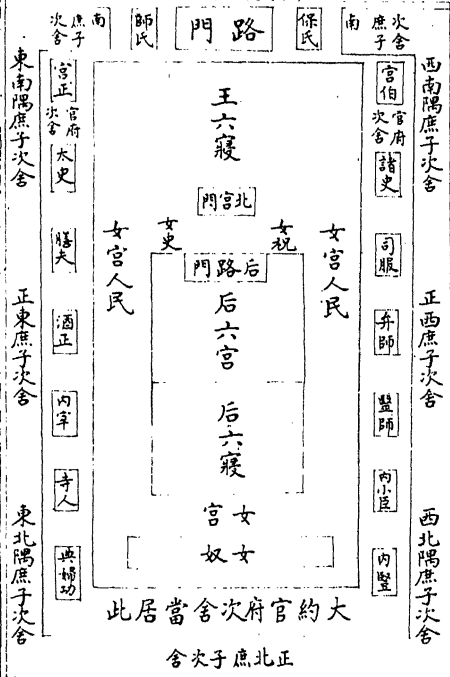 南庶子次舍
保氏
路門
師氏
南庶子次舍
西南隅庶子次舍
正西庶子次舍
西北隅庶子次舍
宮伯
官府次舍
諸史
司服
弁師
醫師
內小臣
內豎
王六寢
北宮門
女祝
女史
女宮人民
女宮人民
后路門
后六宮
后六寢
女宮
女奴
宮正
官府次舍
太史
膳夫
酒正
內宰
寺人
典婦功
東南隅庶子次舍
正東庶子次舍
東北隅庶子次舍
大約官府次舍當居此
正北庶子次舍